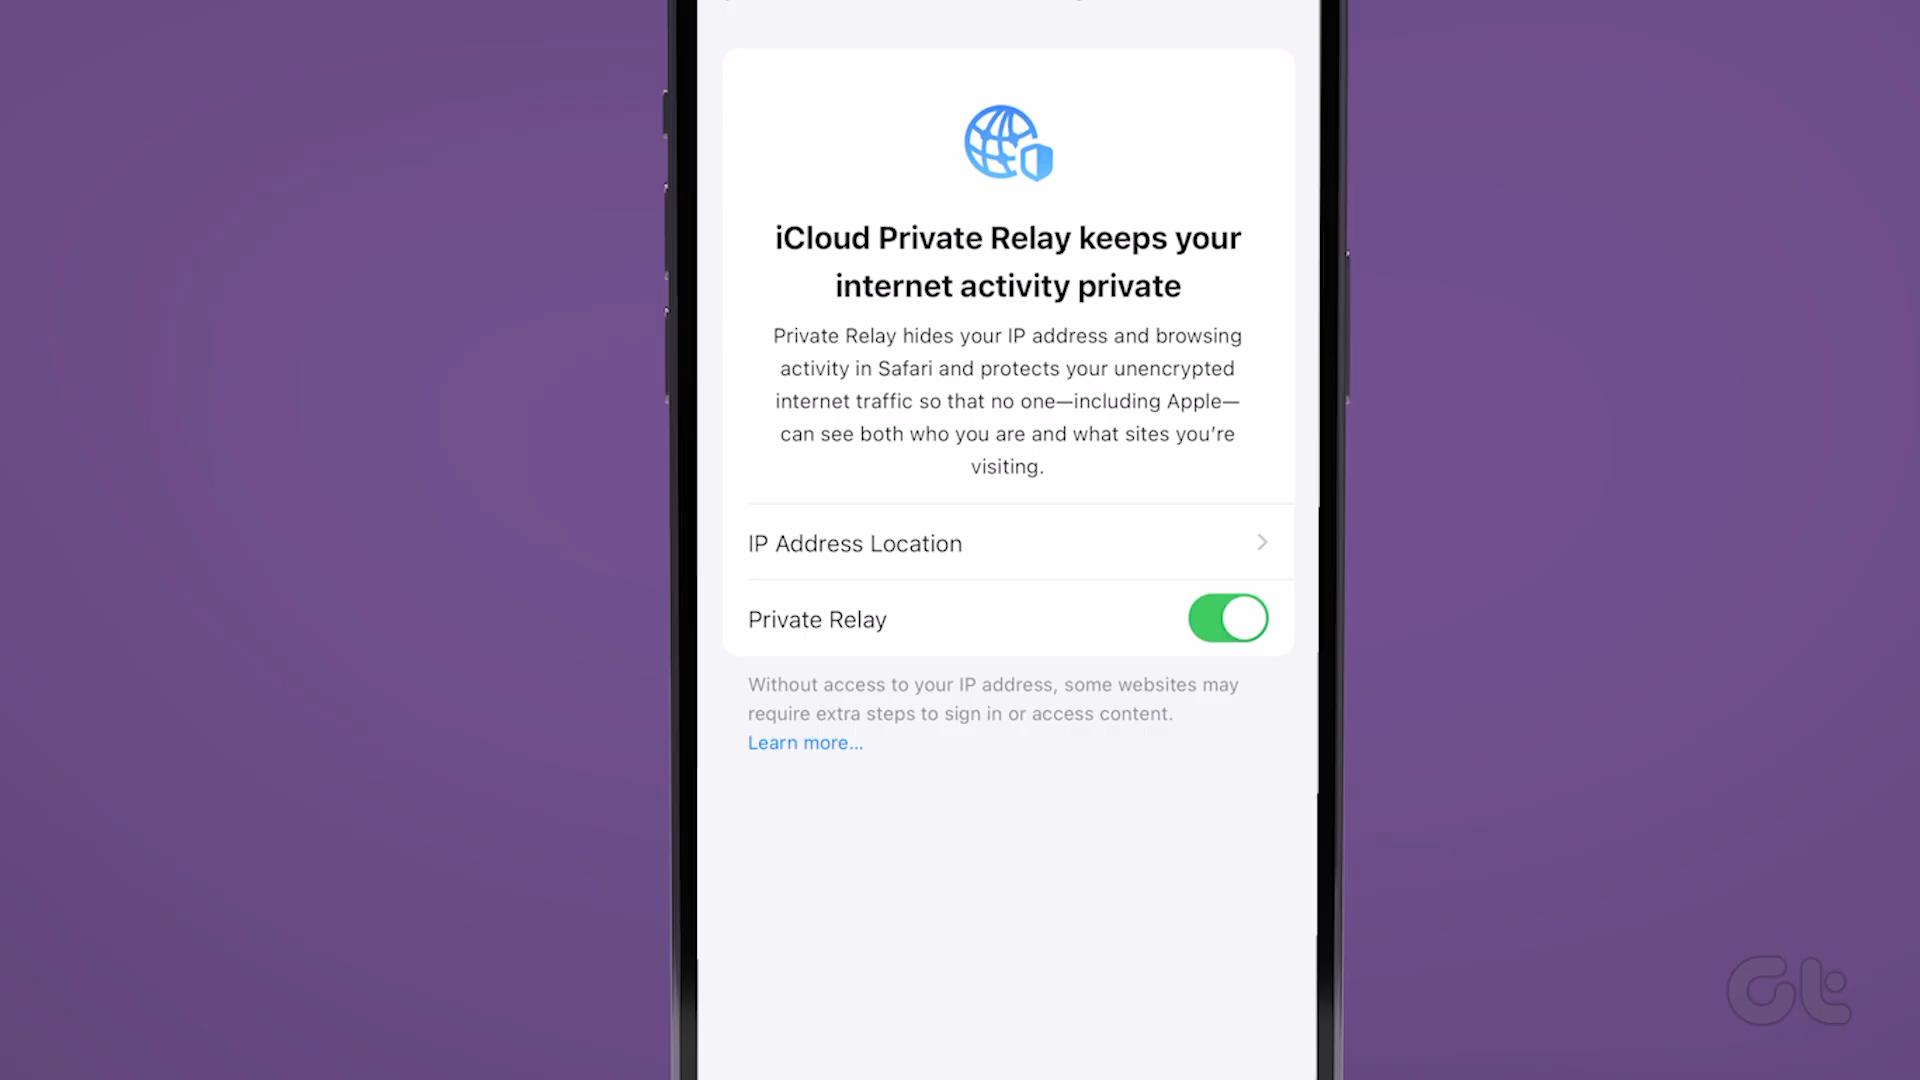 iCloud Private Relay keeps your
internet activity private
Private Relay hides your IP address and browsing
activity in Safari and protects your unencrypted
internet traffic so that no one—including Apple—
can see both who you are and what sites you’re
visiting.
IP Address Location
Private Relay
Without access to your IP address, some websites may
require extra steps to sign in or access content.
Learn more...
Gt